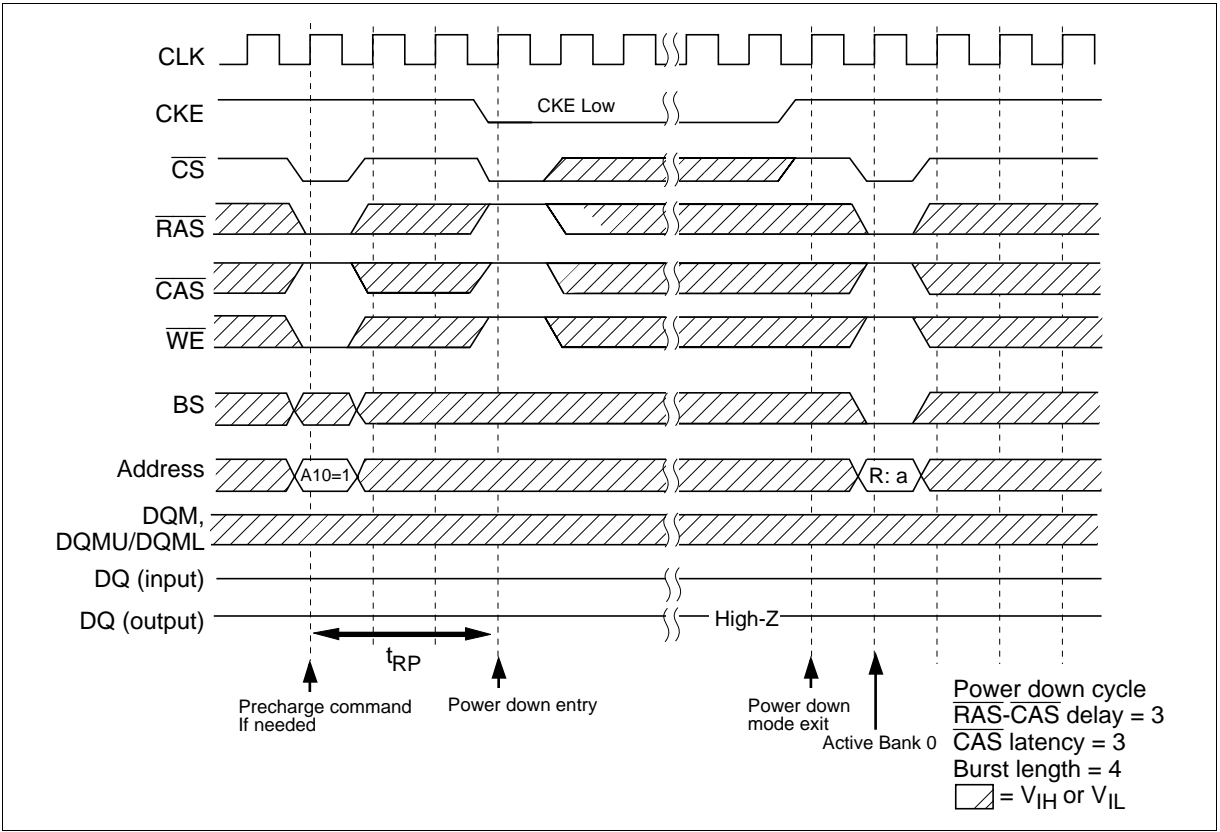 CLK
CKE
CKE Low
CS
RAS
CAS
WE
BS
Address
A10=1
R: a
DQM,
DQMU/DQML
DQ (input)
DQ (output)
High-Z
tRP
Precharge command
If needed
Power down entry
Power down
mode exit
Active Bank 0
Power down cycle
RAS-CAS delay = 3
CAS latency = 3
Burst length = 4
= VIH or VIL